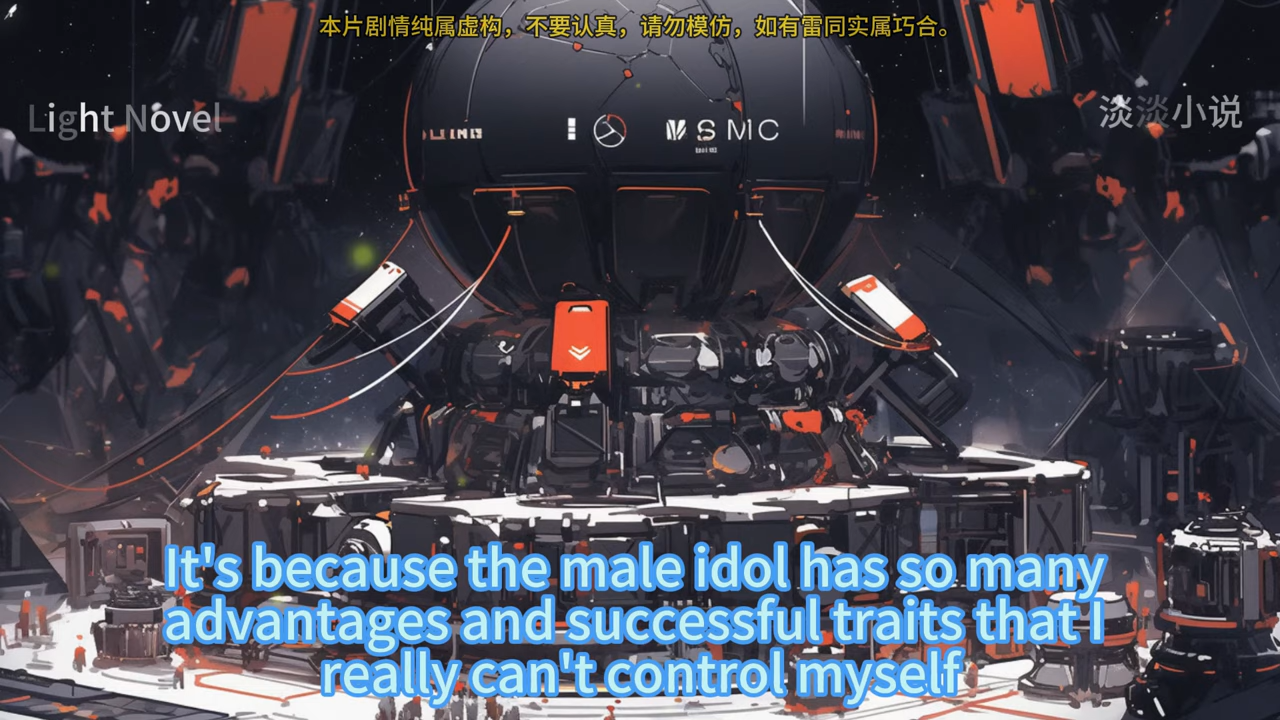 本片剧情纯属虚构，不要认真，请勿模仿，如有雷同实属巧合。
Light Novel
淡淡小说
SMC
It's because the male idol has so many
advantages and successful traits that I
really can't control myself